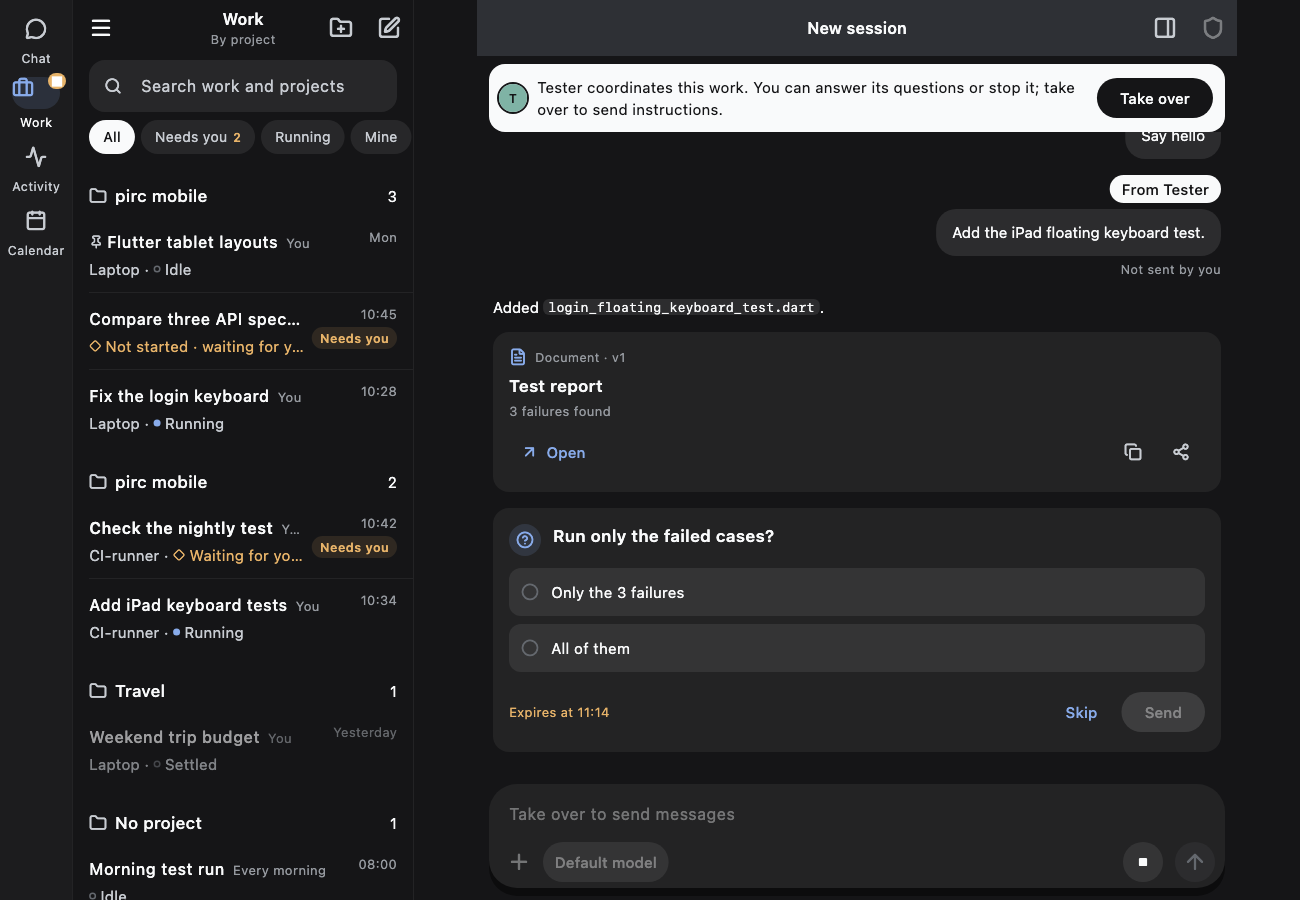 Chat
Work
Activity
Calendar
Work
By project
Search work and projects
All
Needs you 2
Running
Mine
pirc mobile 3
Flutter tablet layouts You Mon
Laptop · Idle
Compare three API spec... 10:45
Not started · waiting for y... Needs you
Fix the login keyboard You 10:28
Laptop · Running
pirc mobile 2
Check the nightly test Y... 10:42
CI-runner · Waiting for yo... Needs you
Add iPad keyboard tests You 10:34
CI-runner · Running
Travel 1
Weekend trip budget You Yesterday
Laptop · Settled
No project 1
Morning test run Every morning 08:00
Idle
New session
T
Tester coordinates this work. You can answer its questions or stop it; take
over to send instructions.
Take over
Say hello
From Tester
Add the iPad floating keyboard test.
Not sent by you
Added login_floating_keyboard_test.dart.
Document · v1
Test report
3 failures found
Open
Run only the failed cases?
Only the 3 failures
All of them
Expires at 11:14
Skip
Send
Take over to send messages
Default model